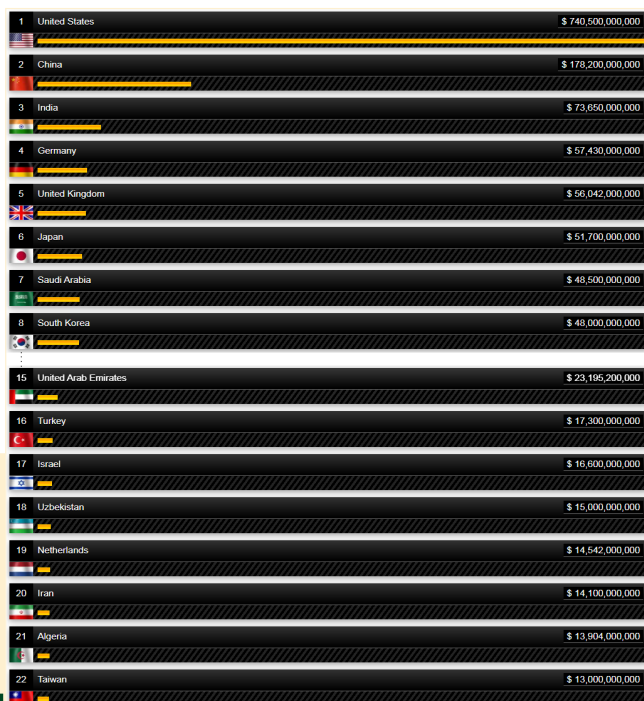 1 United States $ 740,500,000,000
2 China $ 178,200,000,000
3 India $ 73,650,000,000
4 Germany $ 57,430,000,000
5 United Kingdom $ 56,042,000,000
6 Japan $ 51,700,000,000
7 Saudi Arabia $ 48,500,000,000
8 South Korea $ 48,000,000,000
15 United Arab Emirates $ 23,195,200,000
16 Turkey $ 17,300,000,000
17 Israel $ 16,600,000,000
18 Uzbekistan $ 15,000,000,000
19 Netherlands $ 14,542,000,000
20 Iran $ 14,100,000,000
21 Algeria $ 13,904,000,000
22 Taiwan $ 13,000,000,000